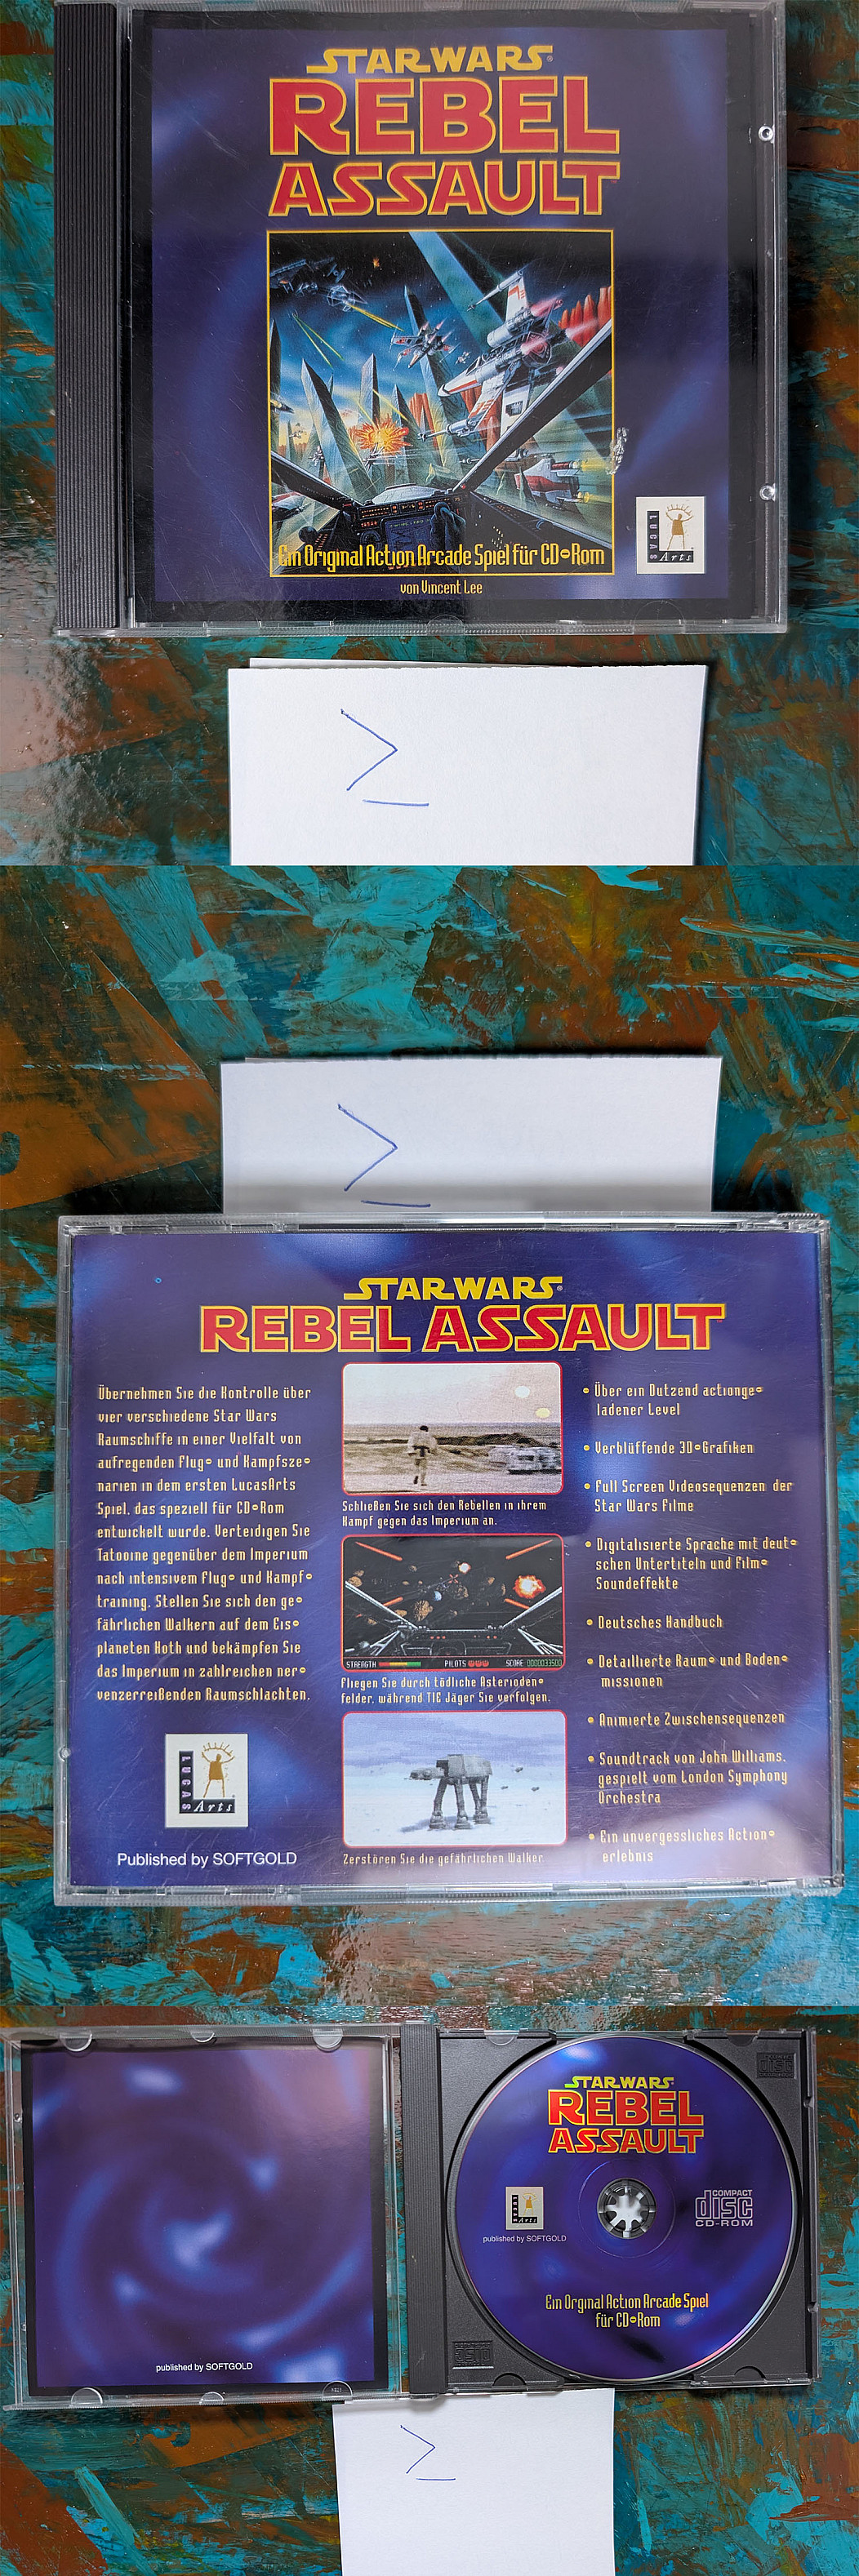 STAR WARS®
REBEL
ASSAULT™
Ein Original Action Arcade Spiel für CD-Rom
von Vincent Lee
LUCAS
Arts
>_
>_
STAR WARS®
REBEL ASSAULT™
Übernehmen Sie die Kontrolle über
vier verschiedene Star Wars
Raumschiffe in einer Vielfalt von
aufregenden Flug- und Kampfsze-
narien in dem ersten LucasArts
Spiel, das speziell für CD-Rom
entwickelt wurde. Verteidigen Sie
Tatooine gegenüber dem Imperium
nach intensivem Flug- und Kampf-
training. Stellen Sie sich den ge-
fährlichen Walkern auf dem Eis-
planeten Hoth und bekämpfen Sie
das Imperium in zahlreichen ner-
venzerreißenden Raumschlachten.
LUCAS
Arts
Published by SOFTGOLD
Schließen Sie sich den Rebellen in ihrem
Kampf gegen das Imperium an.
STRENGTH PILOTS SCORE 0000033500
Fliegen Sie durch tödliche Asteroiden-
felder, während TIE Jäger Sie verfolgen.
Zerstören Sie die gefährlichen Walker.
• Über ein Dutzend actionge-
ladener Level
• Verblüffende 3D-Grafiken
• Full Screen Videosequenzen der
Star Wars Filme
• Digitalisierte Sprache mit deut-
schen Untertiteln und Film-
Soundeffekte
• Deutsches Handbuch
• Detaillierte Raum- und Boden-
missionen
• Animierte Zwischensequenzen
• Soundtrack von John Williams,
gespielt vom London Symphony
Orchestra
• Ein unvergessliches Action-
erlebnis
published by SOFTGOLD
STAR WARS
REBEL
ASSAULT
LUCAS
Arts
published by SOFTGOLD
COMPACT
disc
CD-ROM
Ein Orginal Action Arcade Spiel
für CD-Rom
disc
disc
>_